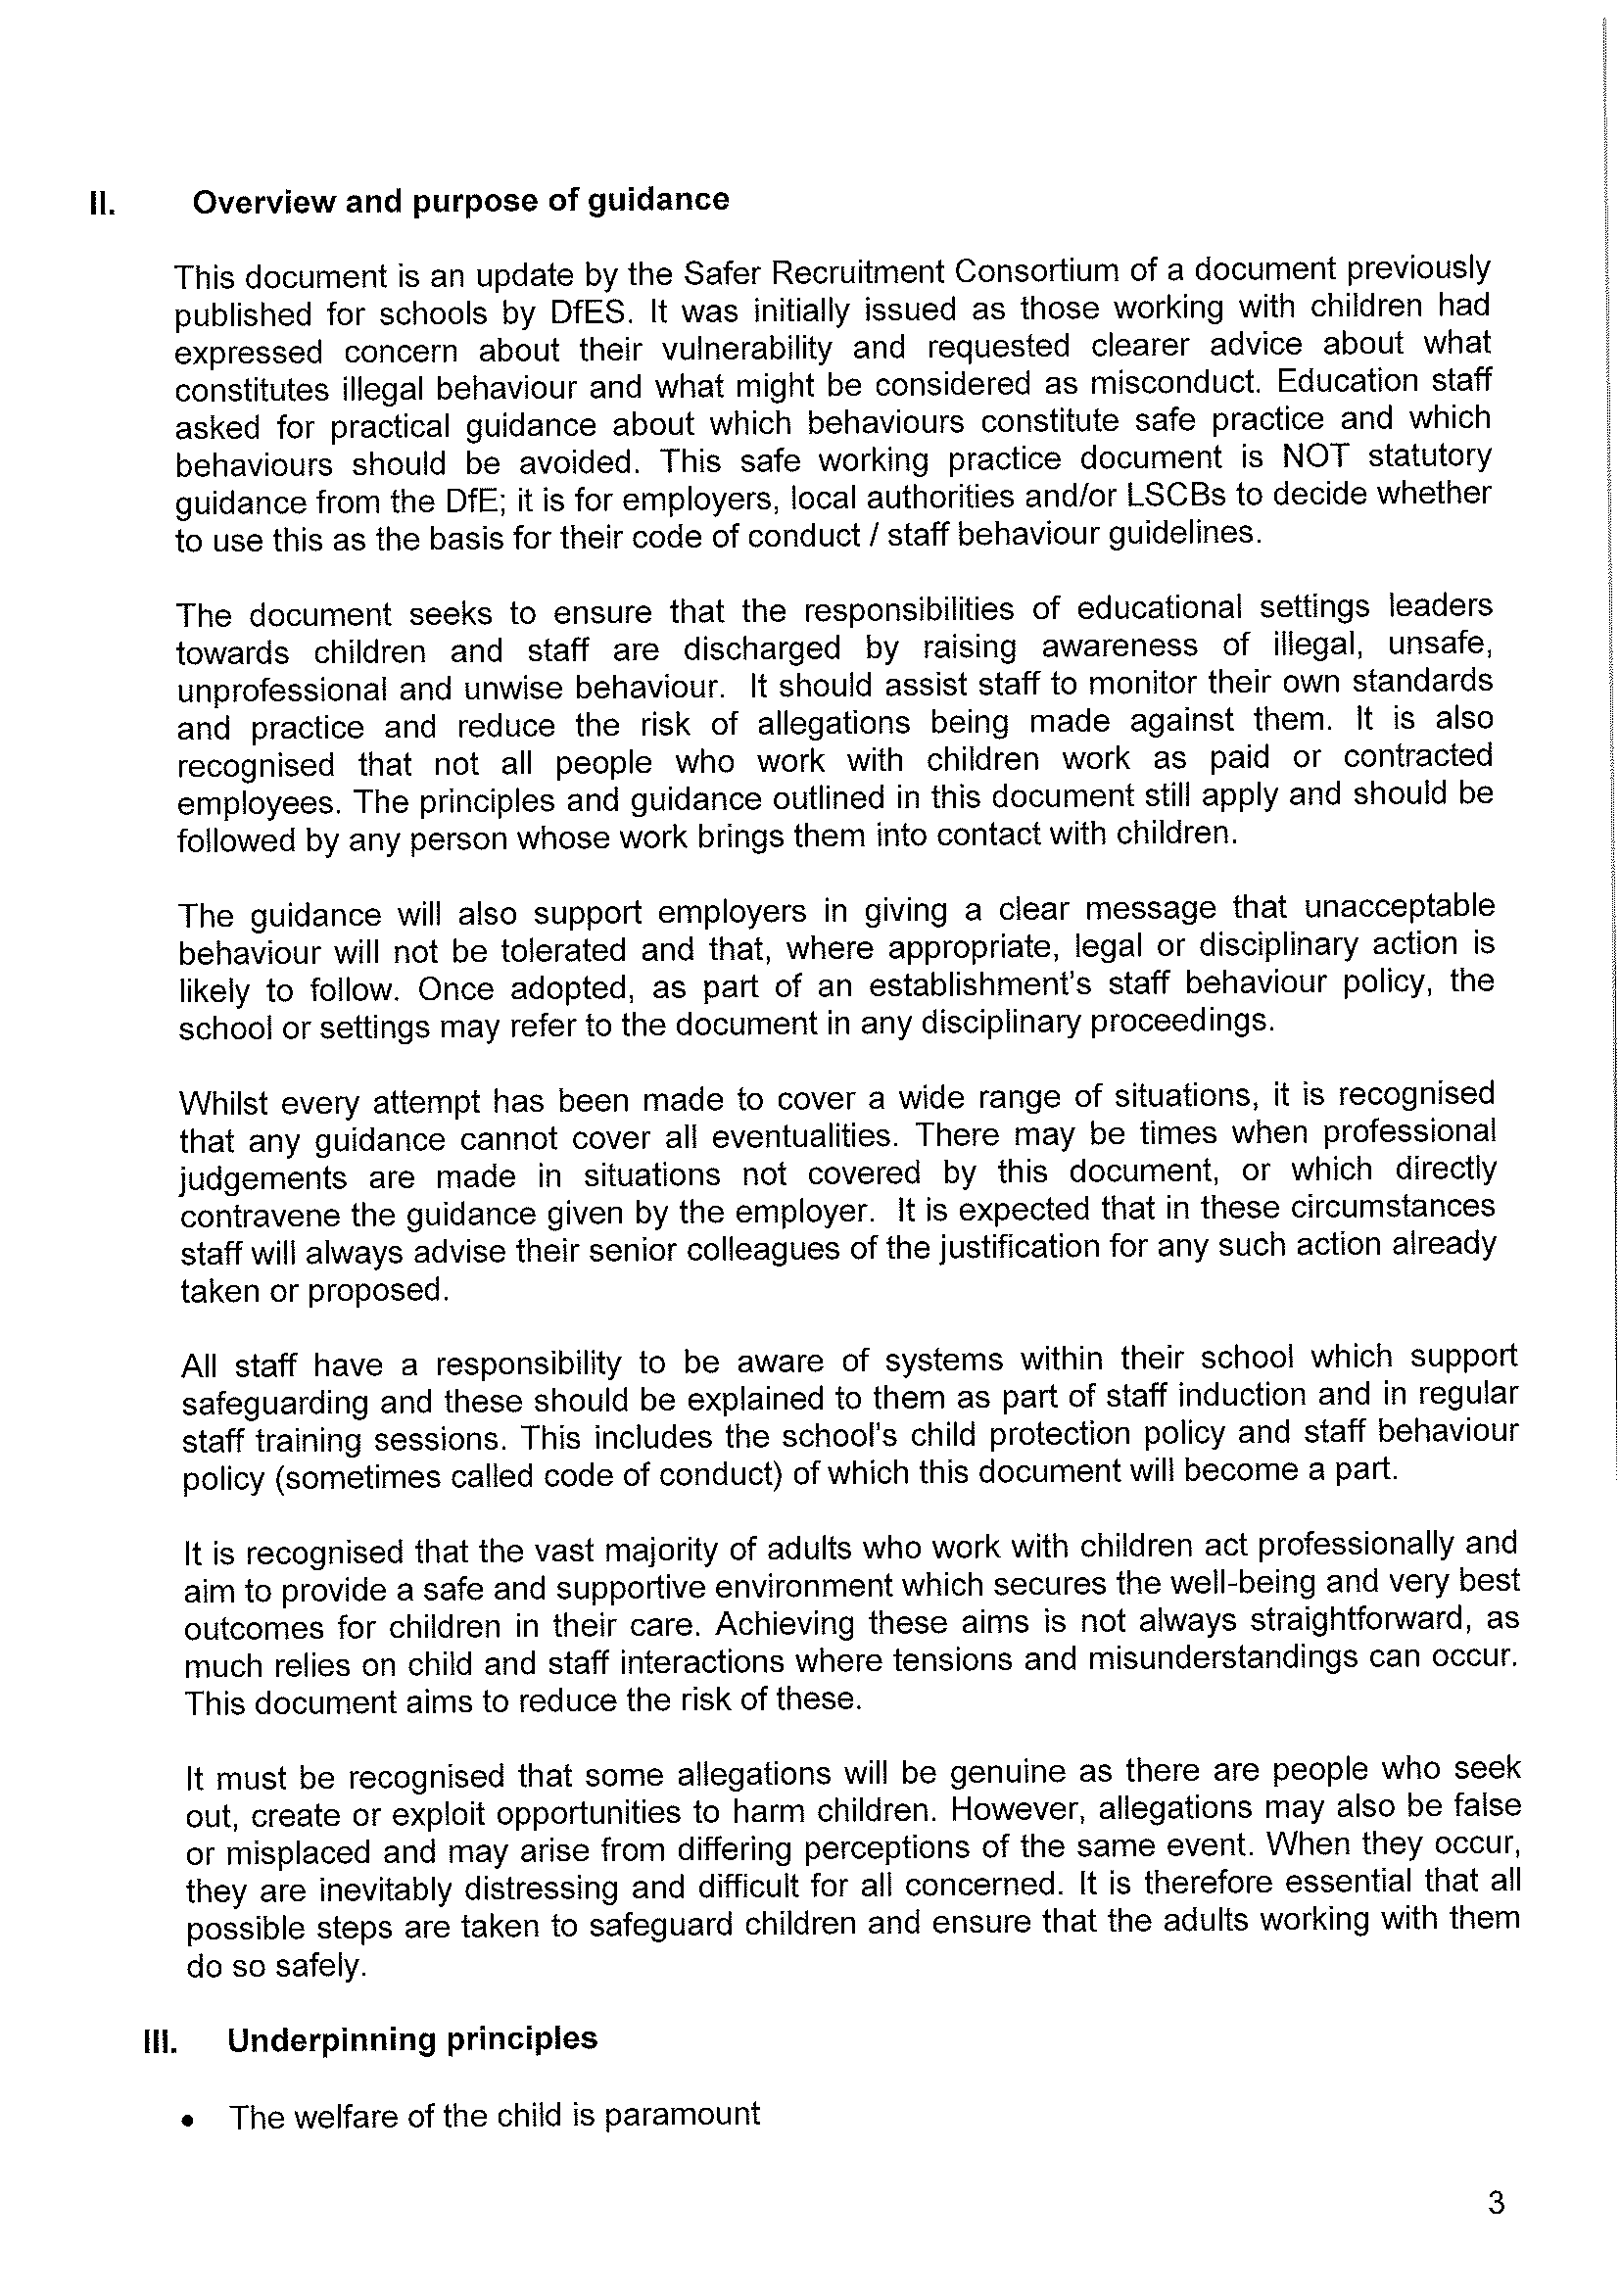 II. Overview and purpose of guidance
This document is an update by the Safer Recruitment Consortium of a document previously
published for schools by DfES. It was initially issued as those working with children had
expressed concern about their vulnerability and requested clearer advice about what
constitutes illegal behaviour and what might be considered as misconduct. Education staff
asked for practical guidance about which behaviours constitute safe practice and which
behaviours should be avoided. This safe working practice document is NOT statutory
guidance from the DfE; it is for employers, local authorities and/or LSCBs to decide whether
to use this as the basis for their code of conduct / staff behaviour guidelines.
The document seeks to ensure that the responsibilities of educational settings leaders
towards children and staff are discharged by raising awareness of illegal, unsafe,
unprofessional and unwise behaviour. It should assist staff to monitor their own standards
and practice and reduce the risk of allegations being made against them. It is also
recognised that not all people who work with children work as paid or contracted
employees. The principles and guidance outlined in this document still apply and should be
followed by any person whose work brings them into contact with children.
The guidance will also support employers in giving a clear message that unacceptable
behaviour will not be tolerated and that, where appropriate, legal or disciplinary action is
likely to follow. Once adopted, as part of an establishment's staff behaviour policy, the
school or settings may refer to the document in any disciplinary proceedings.
Whilst every attempt has been made to cover a wide range of situations, it is recognised
that any guidance cannot cover all eventualities. There may be times when professional
judgements are made in situations not covered by this document, or which directly
contravene the guidance given by the employer. It is expected that in these circumstances
staff will always advise their senior colleagues of the justification for any such action already
taken or proposed.
All staff have a responsibility to be aware of systems within their school which support
safeguarding and these should be explained to them as part of staff induction and in regular
staff training sessions. This includes the school's child protection policy and staff behaviour
policy (sometimes called code of conduct) of which this document will become a part.
It is recognised that the vast majority of adults who work with children act professionally and
aim to provide a safe and supportive environment which secures the well-being and very best
outcomes for children in their care. Achieving these aims is not always straightforward, as
much relies on child and staff interactions where tensions and misunderstandings can occur.
This document aims to reduce the risk of these.
It must be recognised that some allegations will be genuine as there are people who seek
out, create or exploit opportunities to harm children. However, allegations may also be false
or misplaced and may arise from differing perceptions of the same event. When they occur,
they are inevitably distressing and difficult for all concerned. It is therefore essential that all
possible steps are taken to safeguard children and ensure that the adults working with them
do so safely.
III. Underpinning principles
• The welfare of the child is paramount
3